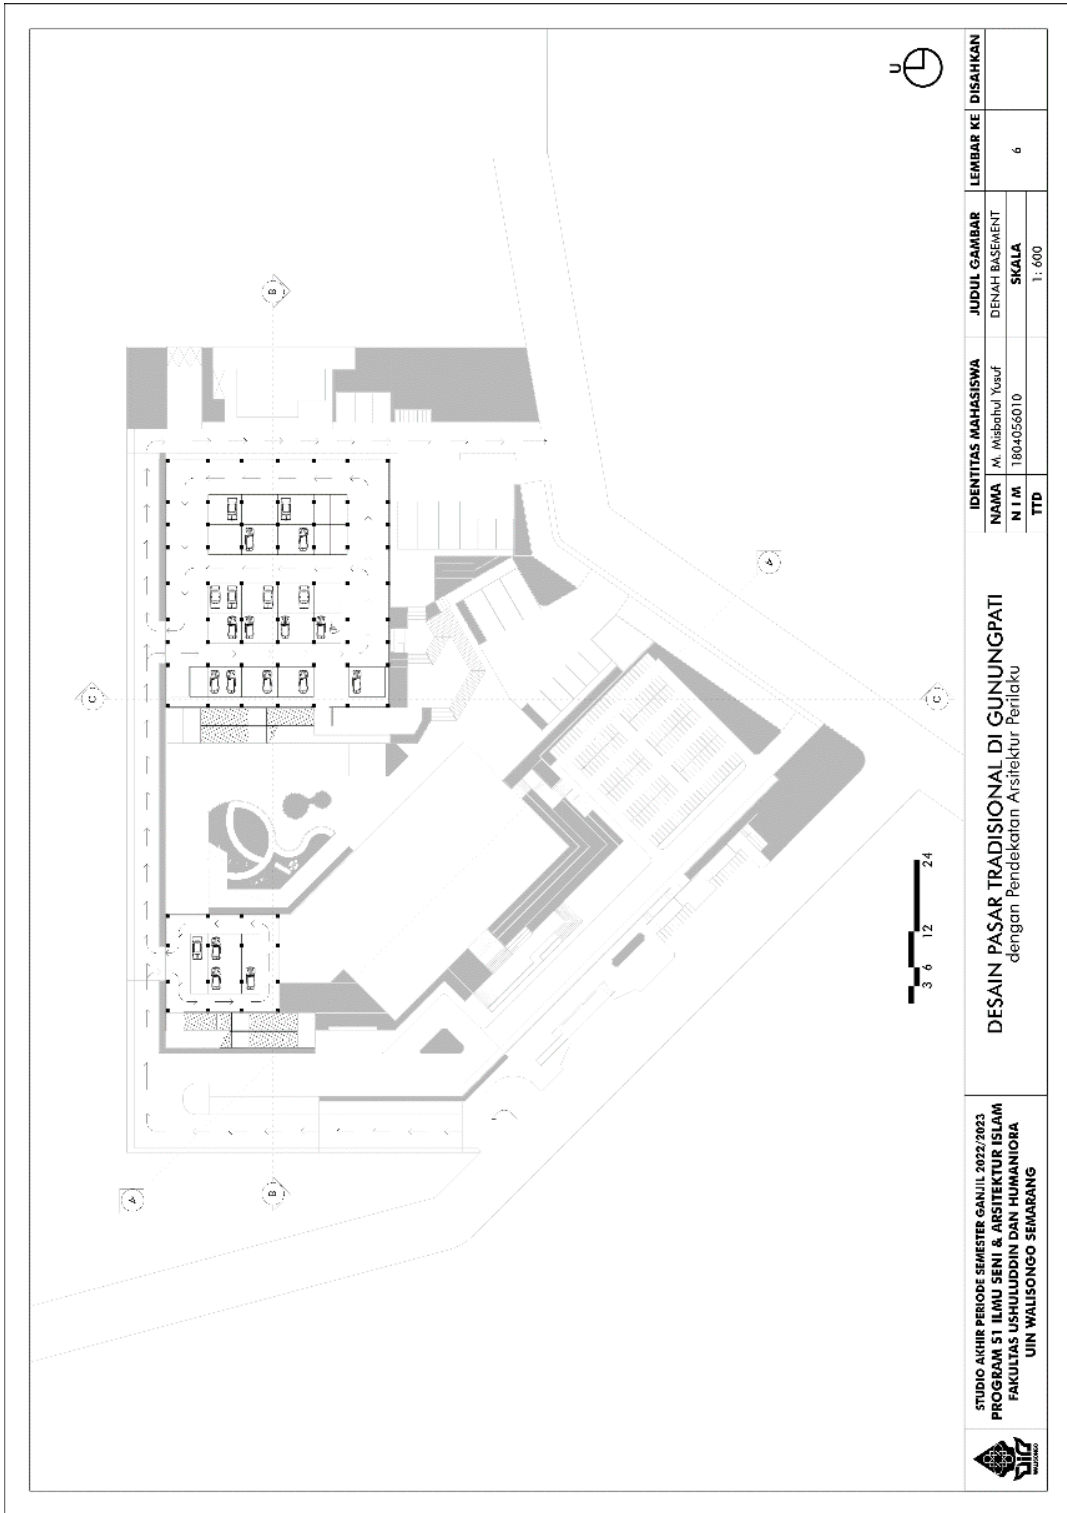 U
B
C
A
C
A
B
3 6 12 24
STUDIO AKHIR PERIODE SEMESTER GANJIL 2022/2023
PROGRAM S1 ILMU SENI & ARSITEKTUR ISLAM
FAKULTAS USHULUDDIN DAN HUMANIORA
UIN WALISONGO SEMARANG
WALISONGO
DESAIN PASAR TRADISIONAL DI GUNUNGPATI
dengan Pendekatan Arsitektur Perilaku
IDENTITAS MAHASISWA
NAMA M. Misbahul Yusuf
N I M 1804056010
TTD
JUDUL GAMBAR
DENAH BASEMENT
SKALA
1: 600
LEMBAR KE
6
DISAHKAN